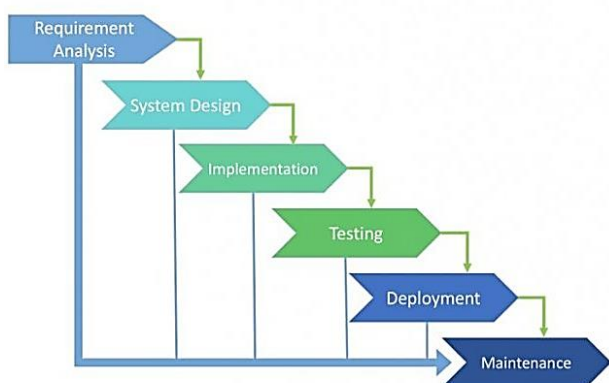 Requirement
Analysis
System Design
Implementation
Testing
Deployment
Maintenance